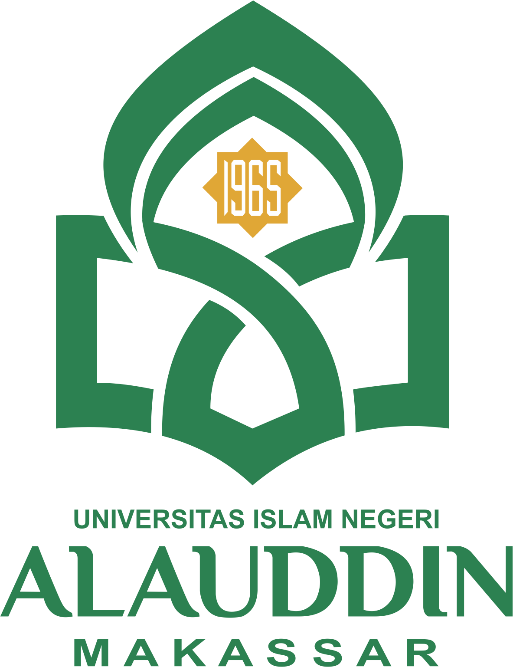 1965
UNIVERSITAS ISLAM NEGERI
ALAUDDIN
MAKASSAR